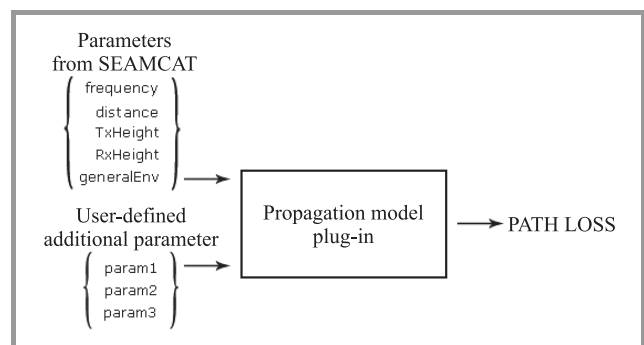 Parameters
from SEAMCAT
frequency
distance
TxHeight
RxHeight
generalEnv
User-defined
additional parameter
param1
param2
param3
Propagation model
plug-in
PATH LOSS